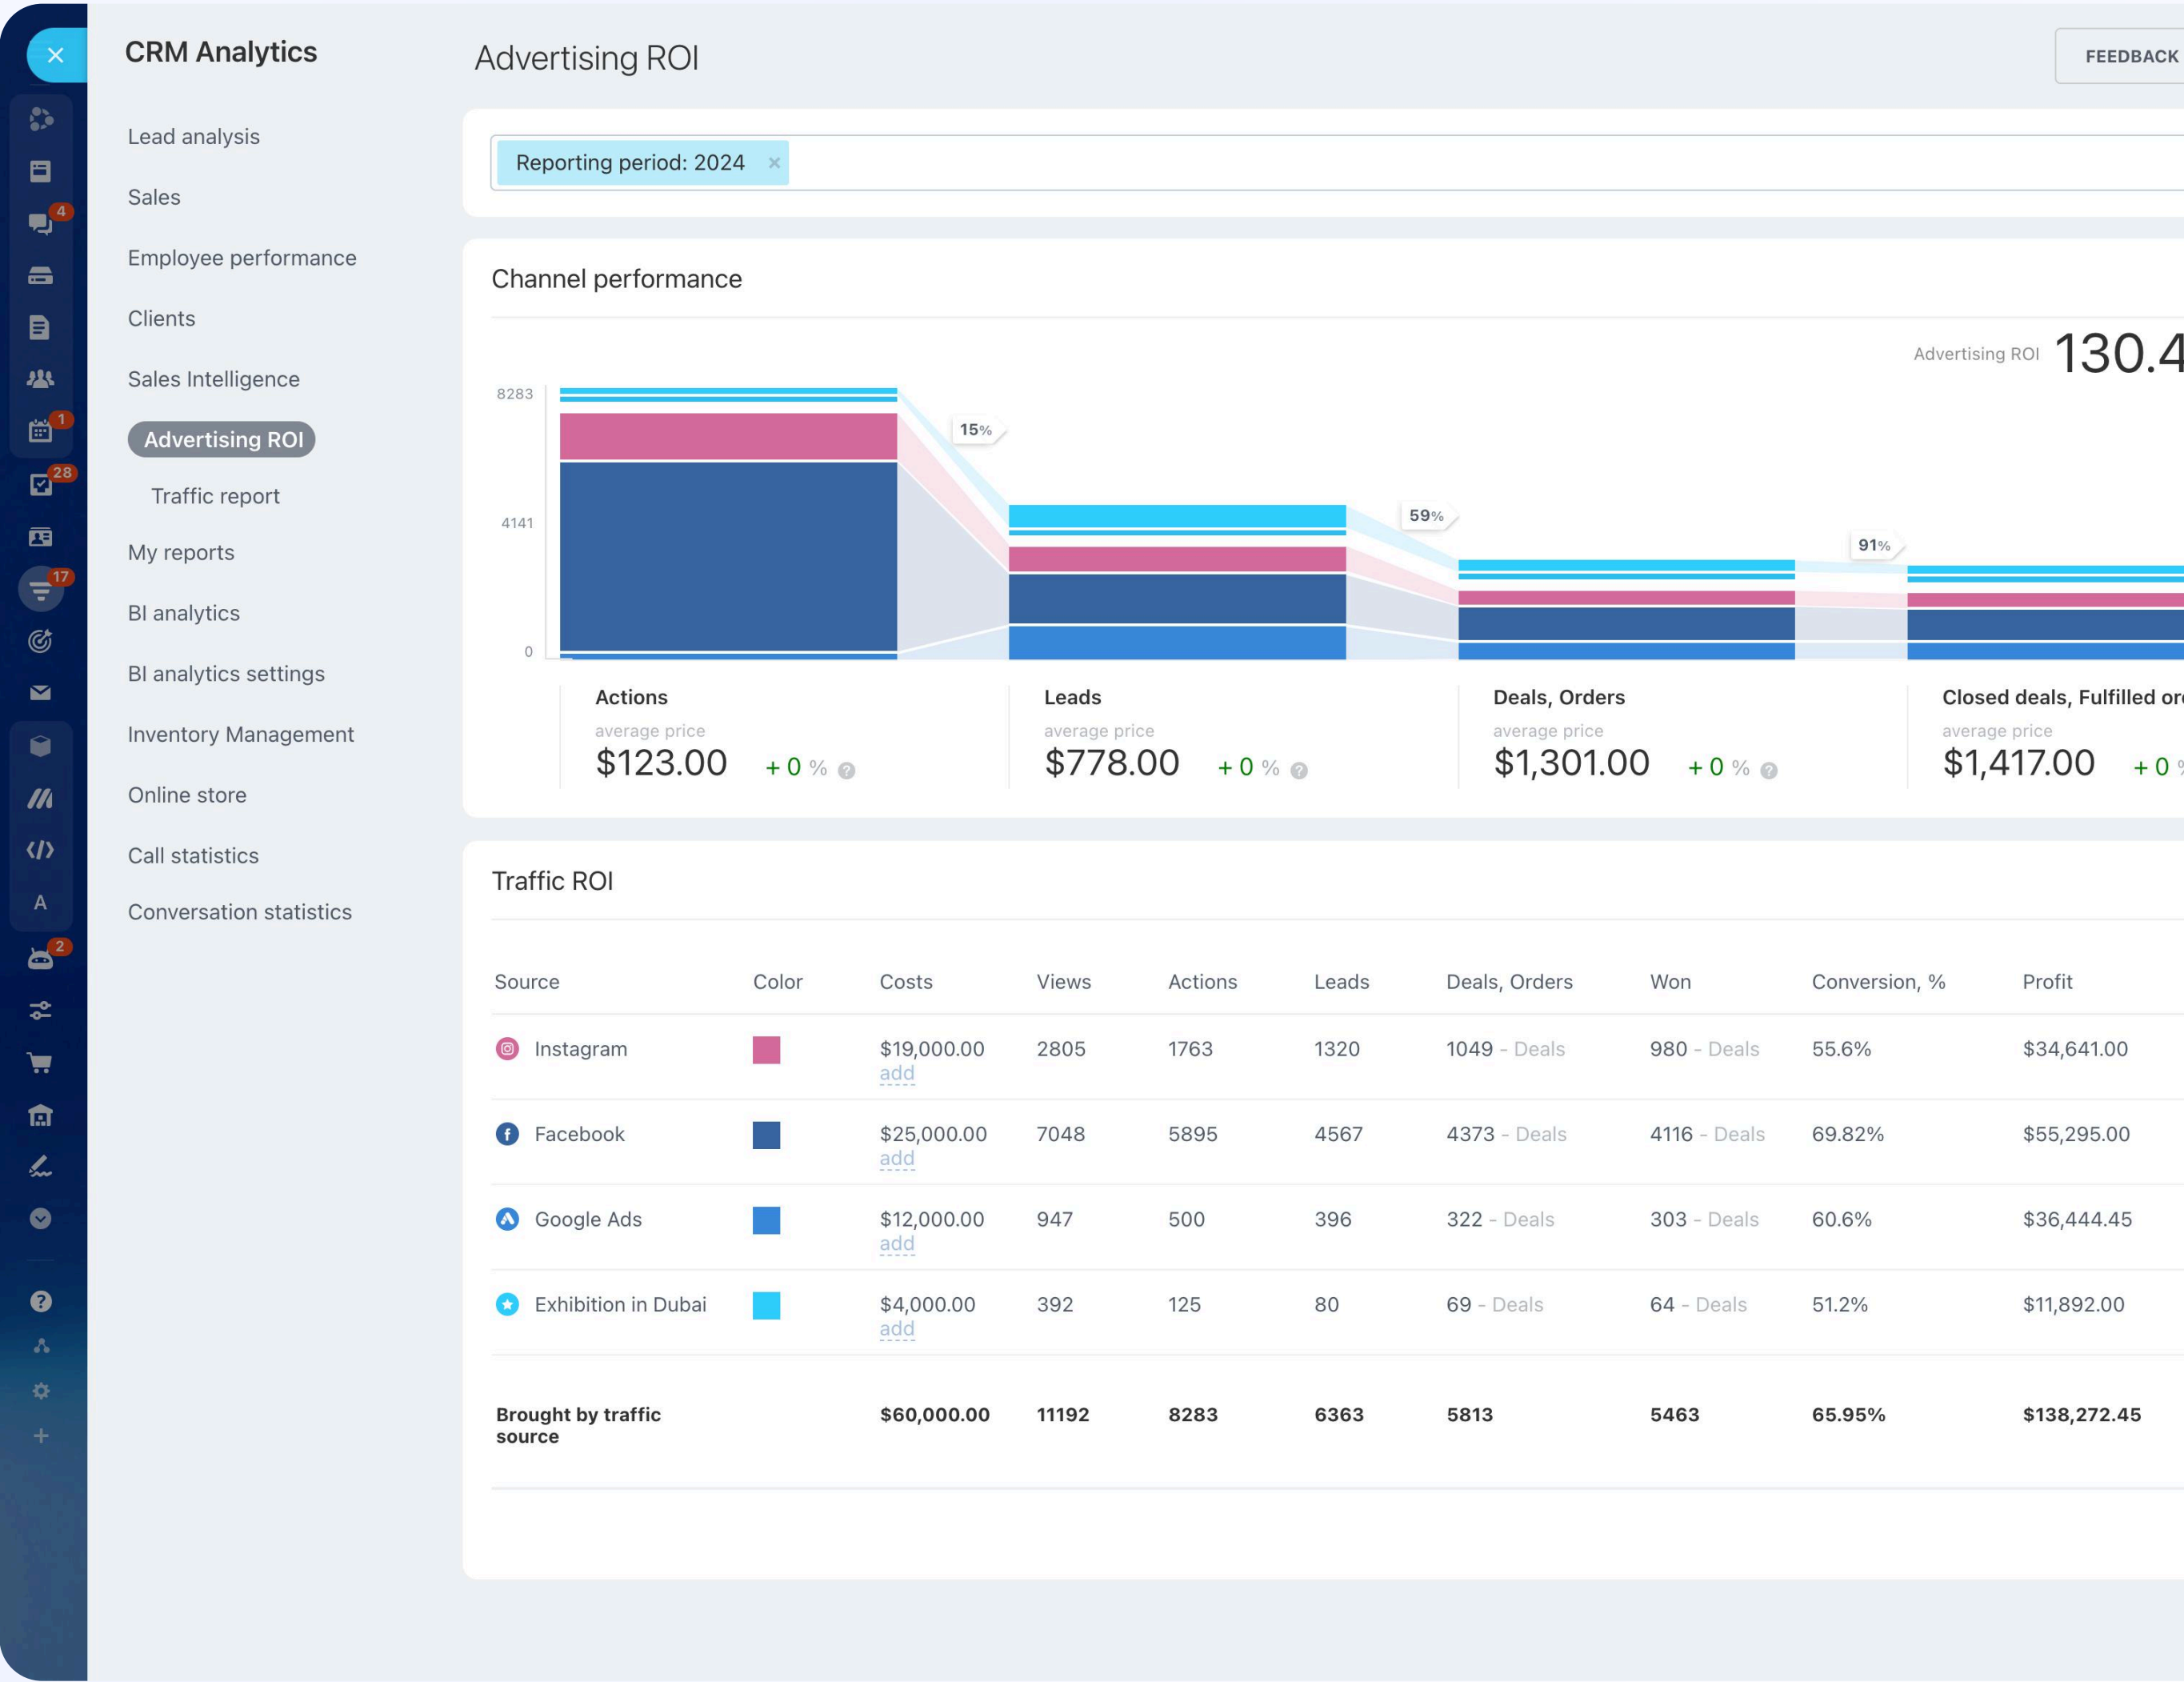 CRM Analytics
Advertising ROI
FEEDBACK
Lead analysis
Sales
Employee performance
Clients
Sales Intelligence
Advertising ROI
Traffic report
My reports
BI analytics
BI analytics settings
Inventory Management
Online store
Call statistics
Conversation statistics
4
1
28
17
A
2
Reporting period: 2024
Channel performance
Advertising ROI 130.4
8283
4141
0
15%
59%
91%
Actions
average price
$123.00 + 0 % ?
Leads
average price
$778.00 + 0 % ?
Deals, Orders
average price
$1,301.00 + 0 % ?
Closed deals, Fulfilled or
average price
$1,417.00 + 0 %
Traffic ROI
Source Color Costs Views Actions Leads Deals, Orders Won Conversion, % Profit
Instagram $19,000.00 2805 1763 1320 1049 - Deals 980 - Deals 55.6% $34,641.00
add
Facebook $25,000.00 7048 5895 4567 4373 - Deals 4116 - Deals 69.82% $55,295.00
add
Google Ads $12,000.00 947 500 396 322 - Deals 303 - Deals 60.6% $36,444.45
add
Exhibition in Dubai $4,000.00 392 125 80 69 - Deals 64 - Deals 51.2% $11,892.00
add
Brought by traffic source $60,000.00 11192 8283 6363 5813 5463 65.95% $138,272.45